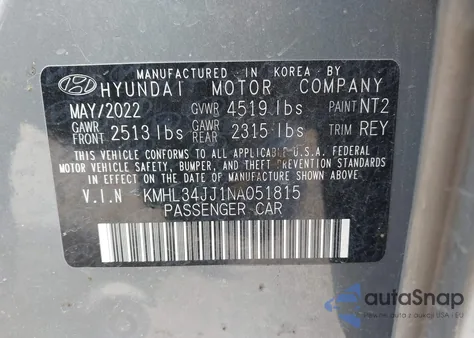 MANUFACTURED IN KOREA BY
HYUNDAI MOTOR COMPANY
MAY/2022 GVWR 4519 lbs PAINT NT2
GAWR FRONT 2513 lbs GAWR REAR 2315 lbs TRIM REY
THIS VEHICLE CONFORMS TO ALL APPLICABLE U.S.A. FEDERAL
MOTOR VEHICLE SAFETY, BUMPER, AND THEFT PREVENTION STANDARDS
IN EFFECT ON THE DATE OF MANUFACTURE SHOWN ABOVE.
V.I.N KMHL34JJ1NA051815
PASSENGER CAR
autoSnap